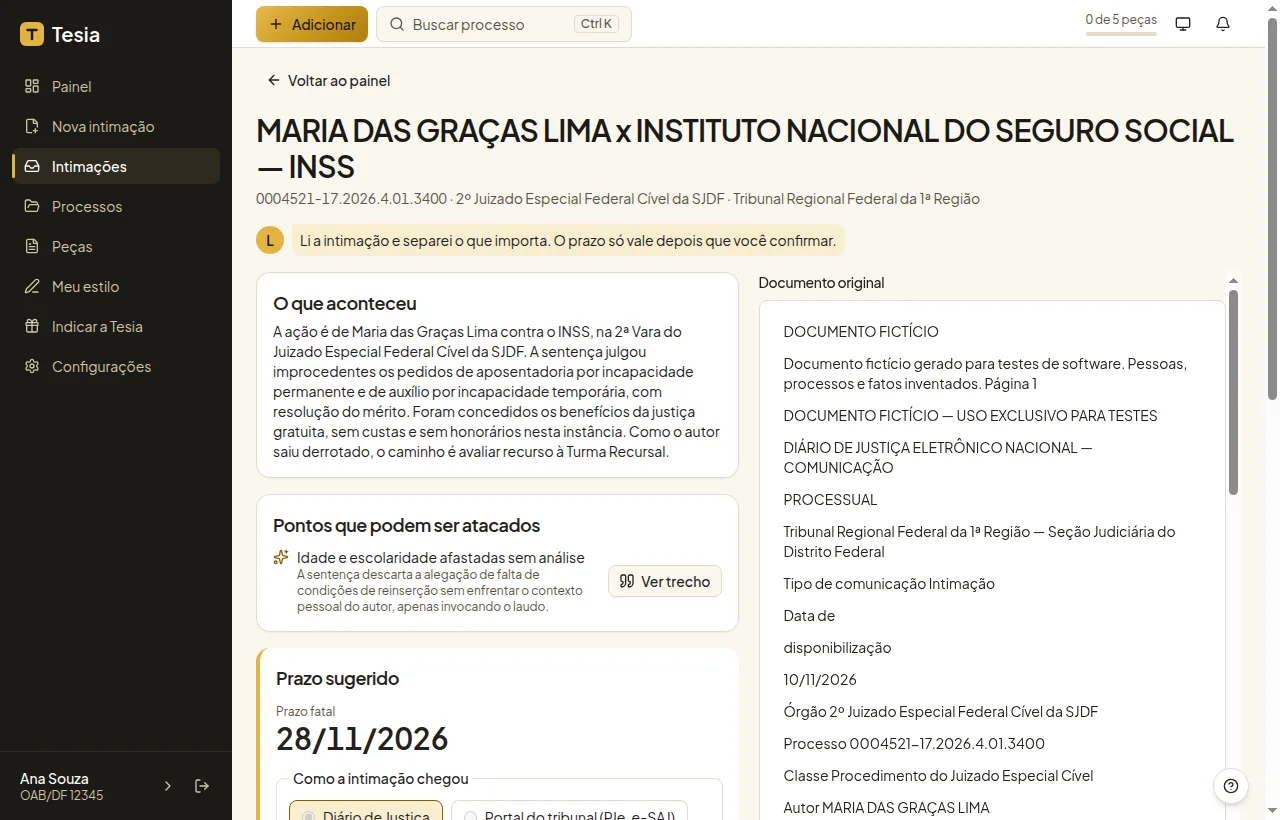 T Tesia
Painel
Nova intimação
Intimações
Processos
Peças
Meu estilo
Indicar a Tesia
Configurações
Ana Souza
OAB/DF 12345
+ Adicionar
Buscar processo
Ctrl K
0 de 5 peças
Voltar ao painel
MARIA DAS GRAÇAS LIMA x INSTITUTO NACIONAL DO SEGURO SOCIAL
— INSS
0004521-17.2026.4.01.3400 · 2º Juizado Especial Federal Cível da SJDF · Tribunal Regional Federal da 1ª Região
L
Li a intimação e separei o que importa. O prazo só vale depois que você confirmar.
O que aconteceu
A ação é de Maria das Graças Lima contra o INSS, na 2ª Vara do
Juizado Especial Federal Cível da SJDF. A sentença julgou
improcedentes os pedidos de aposentadoria por incapacidade
permanente e de auxílio por incapacidade temporária, com
resolução do mérito. Foram concedidos os benefícios da justiça
gratuita, sem custas e sem honorários nesta instância. Como o autor
saiu derrotado, o caminho é avaliar recurso à Turma Recursal.
Pontos que podem ser atacados
Idade e escolaridade afastadas sem análise
A sentença descarta a alegação de falta de
condições de reinserção sem enfrentar o contexto
pessoal do autor, apenas invocando o laudo.
Ver trecho
Prazo sugerido
Prazo fatal
28/11/2026
Como a intimação chegou
Diário de Justiça
Portal do tribunal (PJe, e-SAJ)
Documento original
DOCUMENTO FICTÍCIO
Documento fictício gerado para testes de software. Pessoas,
processos e fatos inventados. Página 1
DOCUMENTO FICTÍCIO — USO EXCLUSIVO PARA TESTES
DIÁRIO DE JUSTIÇA ELETRÔNICO NACIONAL —
COMUNICAÇÃO
PROCESSUAL
Tribunal Regional Federal da 1ª Região — Seção Judiciária do
Distrito Federal
Tipo de comunicação Intimação
Data de
disponibilização
10/11/2026
Órgão 2º Juizado Especial Federal Cível da SJDF
Processo 0004521-17.2026.4.01.3400
Classe Procedimento do Juizado Especial Cível
Autor MARIA DAS GRAÇAS LIMA